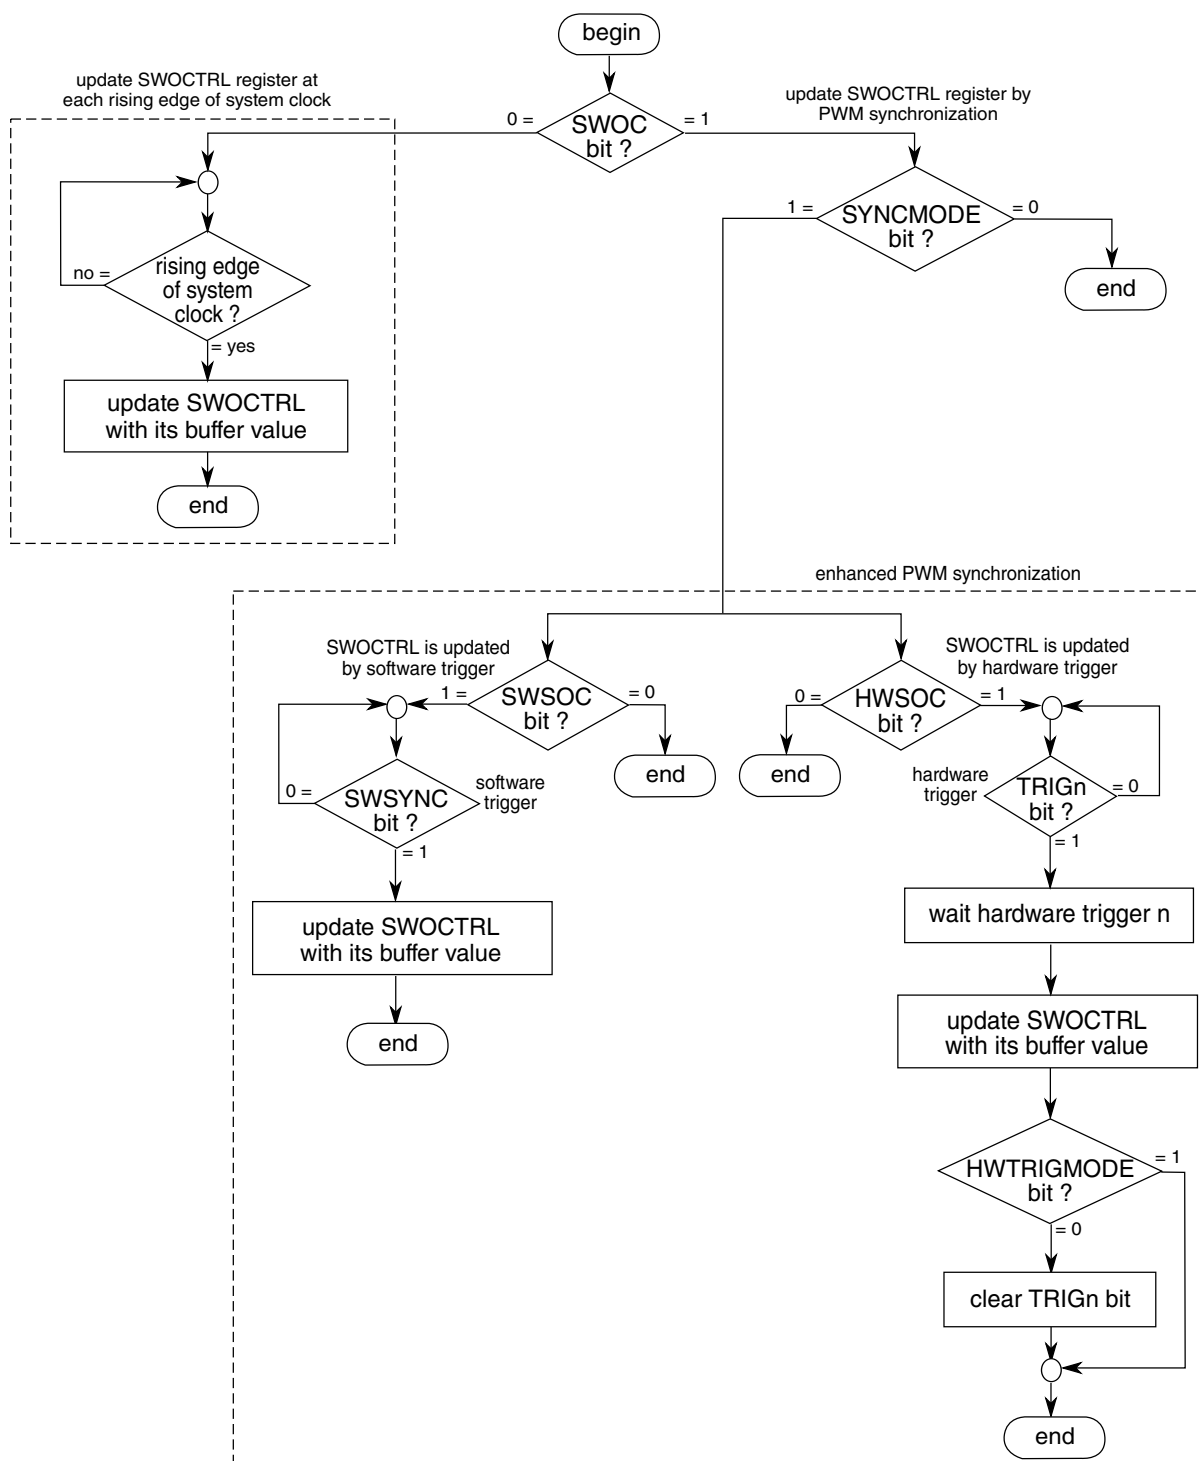 begin
update SWOCTRL register at
each rising edge of system clock
update SWOCTRL register by
PWM synchronization
0 =
SWOC
bit ?
= 1
1 =
SYNCMODE
bit ?
= 0
end
no =
rising edge
of system
clock ?
= yes
update SWOCTRL
with its buffer value
end
enhanced PWM synchronization
SWOCTRL is updated
by software trigger
SWOCTRL is updated
by hardware trigger
1 =
SWSOC
bit ?
= 0
end
0 =
HWSOC
bit ?
= 1
end
0 =
SWSYNC
bit ?
software
trigger
= 1
update SWOCTRL
with its buffer value
end
hardware
trigger
TRIGn
bit ?
= 0
= 1
wait hardware trigger n
update SWOCTRL
with its buffer value
HWTRIGMODE
bit ?
= 1
= 0
clear TRIGn bit
end